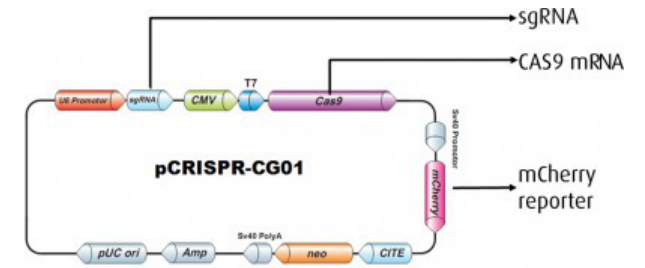 sgRNA
CAS9 mRNA
T7
U6 Promotor
sgRNA
CMV
Cas9
Sv40 Promotor
pCRISPR-CG01
mCherry
mCherry
reporter
Sv40 PolyA
pUC ori
Amp
neo
CITE